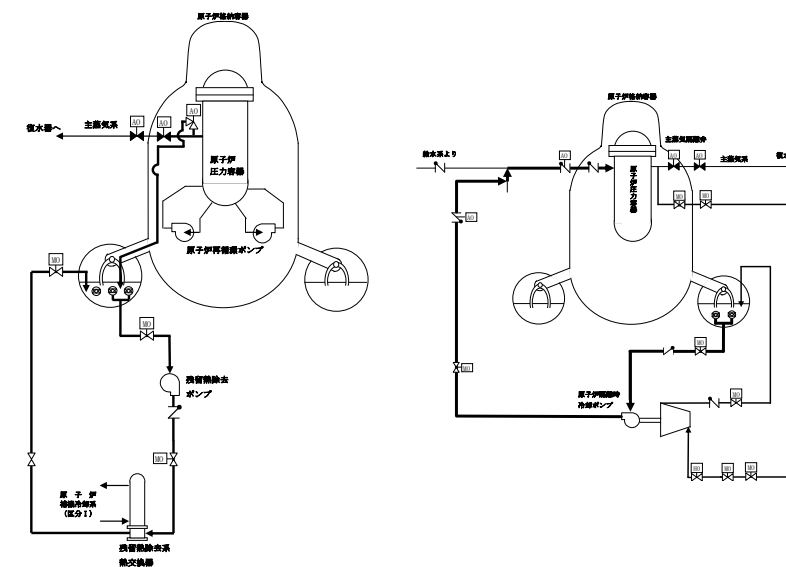 原子炉格納容器
AO
復水器へ
主蒸気系
AO
AO
原子炉
圧力容器
原子炉再循環ポンプ
MO
MO
残留熱除去
ポンプ
MO
原子炉
補機冷却系
(区分Ⅰ)
残留熱除去系
熱交換器
原子炉格納容器
給水系より
AO
主蒸気隔離弁
AO
AO
主蒸気系
復水
原子炉圧力容器
MO
MO
AO
MO
MO
原子炉隔離時
冷却ポンプ
MO
MO
MO
MO